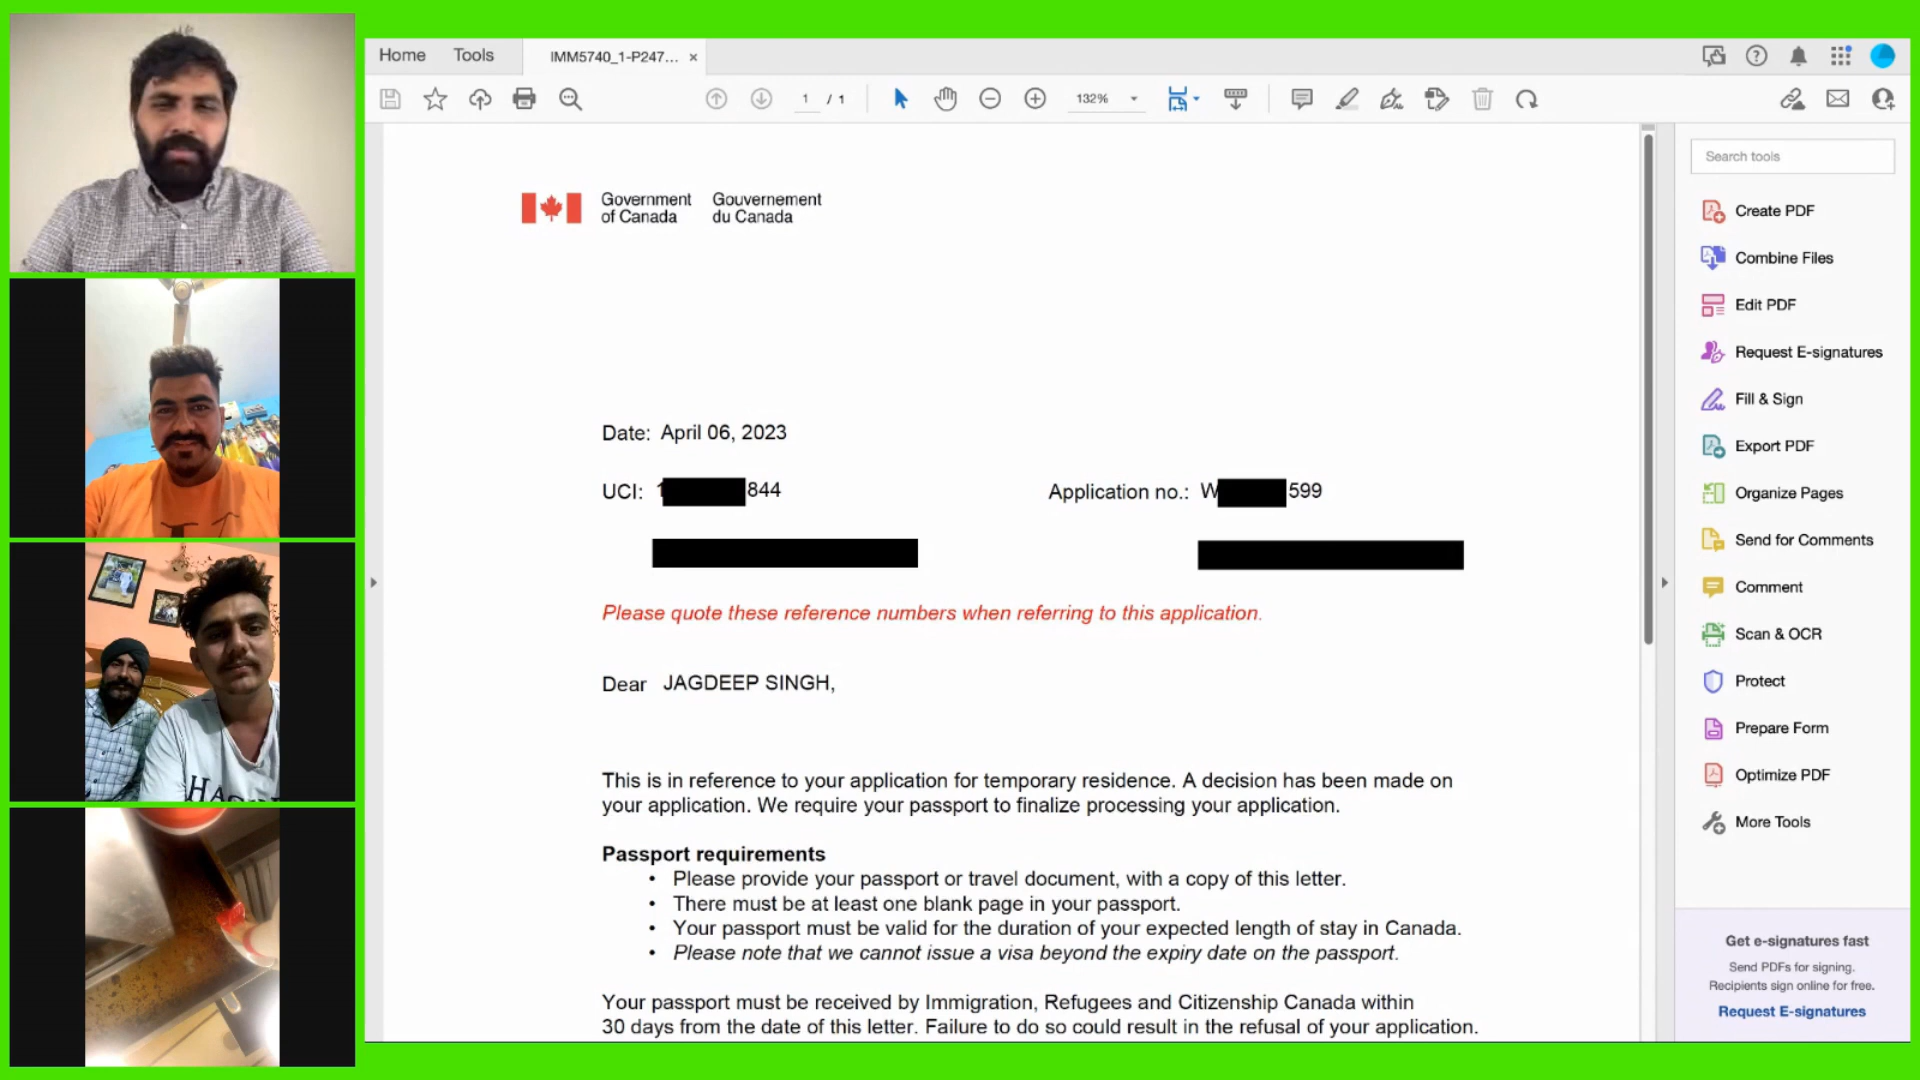 Home Tools IMM5740_1-P247... ×
1 / 1 132%
Search tools
Create PDF
Combine Files
Edit PDF
Request E-signatures
Fill & Sign
Export PDF
Organize Pages
Send for Comments
Comment
Scan & OCR
Protect
Prepare Form
Optimize PDF
More Tools
Get e-signatures fast
Send PDFs for signing.
Recipients sign online for free.
Request E-signatures
Government Gouvernement
of Canada du Canada
Date: April 06, 2023
UCI: 1 844 Application no.: W 599
Please quote these reference numbers when referring to this application.
Dear JAGDEEP SINGH,
This is in reference to your application for temporary residence. A decision has been made on
your application. We require your passport to finalize processing your application.
Passport requirements
• Please provide your passport or travel document, with a copy of this letter.
• There must be at least one blank page in your passport.
• Your passport must be valid for the duration of your expected length of stay in Canada.
• Please note that we cannot issue a visa beyond the expiry date on the passport.
Your passport must be received by Immigration, Refugees and Citizenship Canada within
30 days from the date of this letter. Failure to do so could result in the refusal of your application.